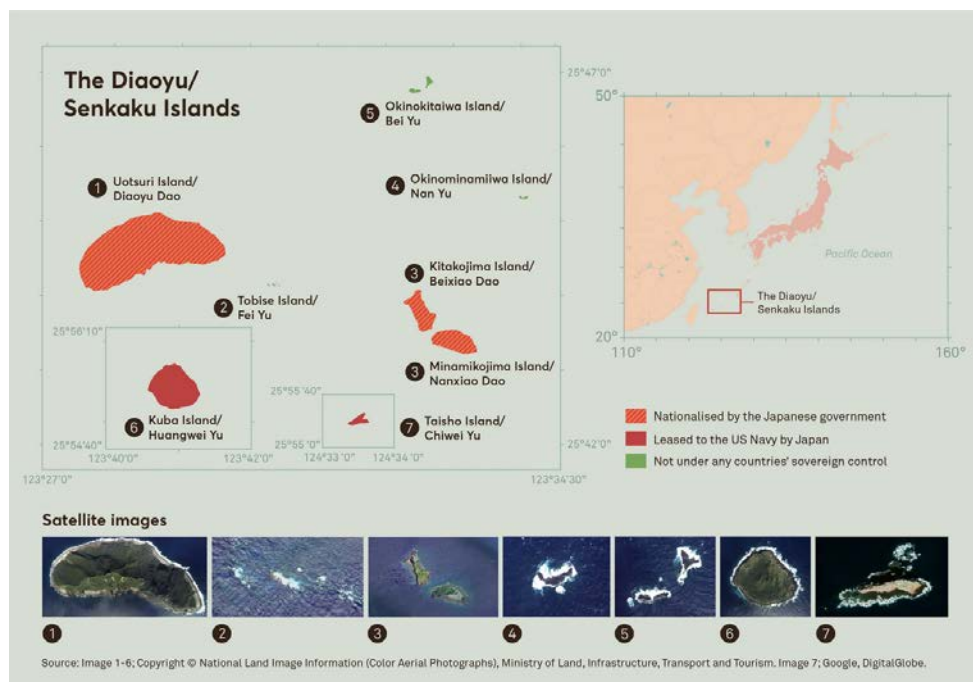 The Diaoyu/
Senkaku Islands
25°47'0"
5
Okinokitaiwa Island/
Bei Yu
1
Uotsuri Island/
Diaoyu Dao
4
Okinominamiiwa Island/
Nan Yu
3
Kitakojima Island/
Beixiao Dao
2
Tobise Island/
Fei Yu
25°56'10"
3
Minamikojima Island/
Nanxiao Dao
25°55'40"
6
Kuba Island/
Huangwei Yu
7
Taisho Island/
Chiwei Yu
25°54'40"
25°55'0"
25°42'0"
123°40'0"
123°42'0"
124°33'0"
124°34'0"
123°27'0"
123°34'30"
50°
Pacific Ocean
The Diaoyu/
Senkaku Islands
20°
110°
160°
Nationalised by the Japanese government
Leased to the US Navy by Japan
Not under any countries' sovereign control
Satellite images
1
2
3
4
5
6
7
Source: Image 1-6; Copyright © National Land Image Information (Color Aerial Photographs), Ministry of Land, Infrastructure, Transport and Tourism. Image 7; Google, DigitalGlobe.